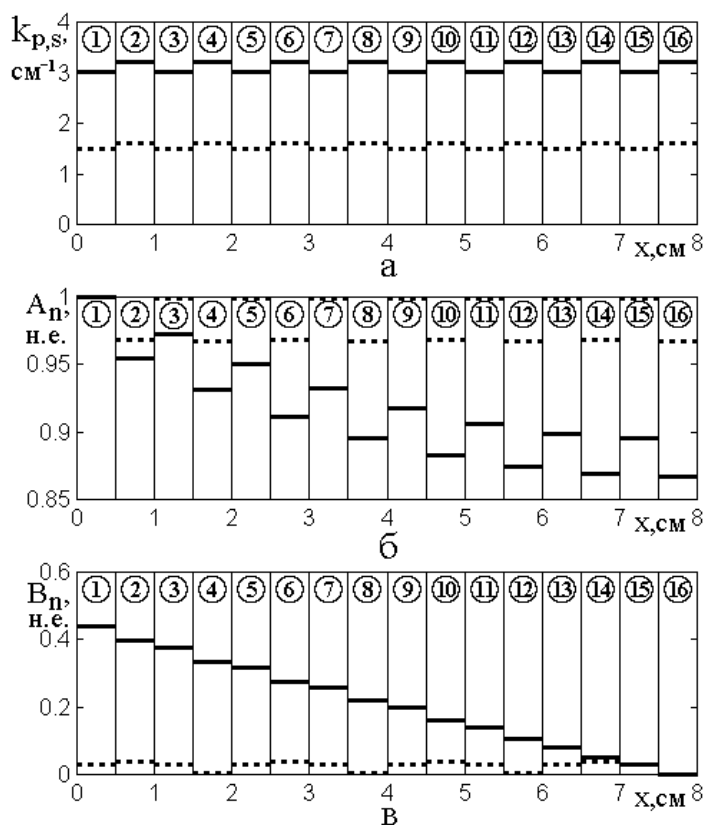 4
k_p,s, ① ② ③ ④ ⑤ ⑥ ⑦ ⑧ ⑨ ⑩ ⑪ ⑫ ⑬ ⑭ ⑮ ⑯
см⁻¹
3
2
1
0
0 1 2 3 4 5 6 7 x,см 8
а
1
A_n, ① ② ③ ④ ⑤ ⑥ ⑦ ⑧ ⑨ ⑩ ⑪ ⑫ ⑬ ⑭ ⑮ ⑯
н.е.
0.95
0.9
0.85
0 1 2 3 4 5 6 7 x,см 8
б
0.6
B_n, ① ② ③ ④ ⑤ ⑥ ⑦ ⑧ ⑨ ⑩ ⑪ ⑫ ⑬ ⑭ ⑮ ⑯
н.е.
0.4
0.2
0
0 1 2 3 4 5 6 7 x,см 8
в